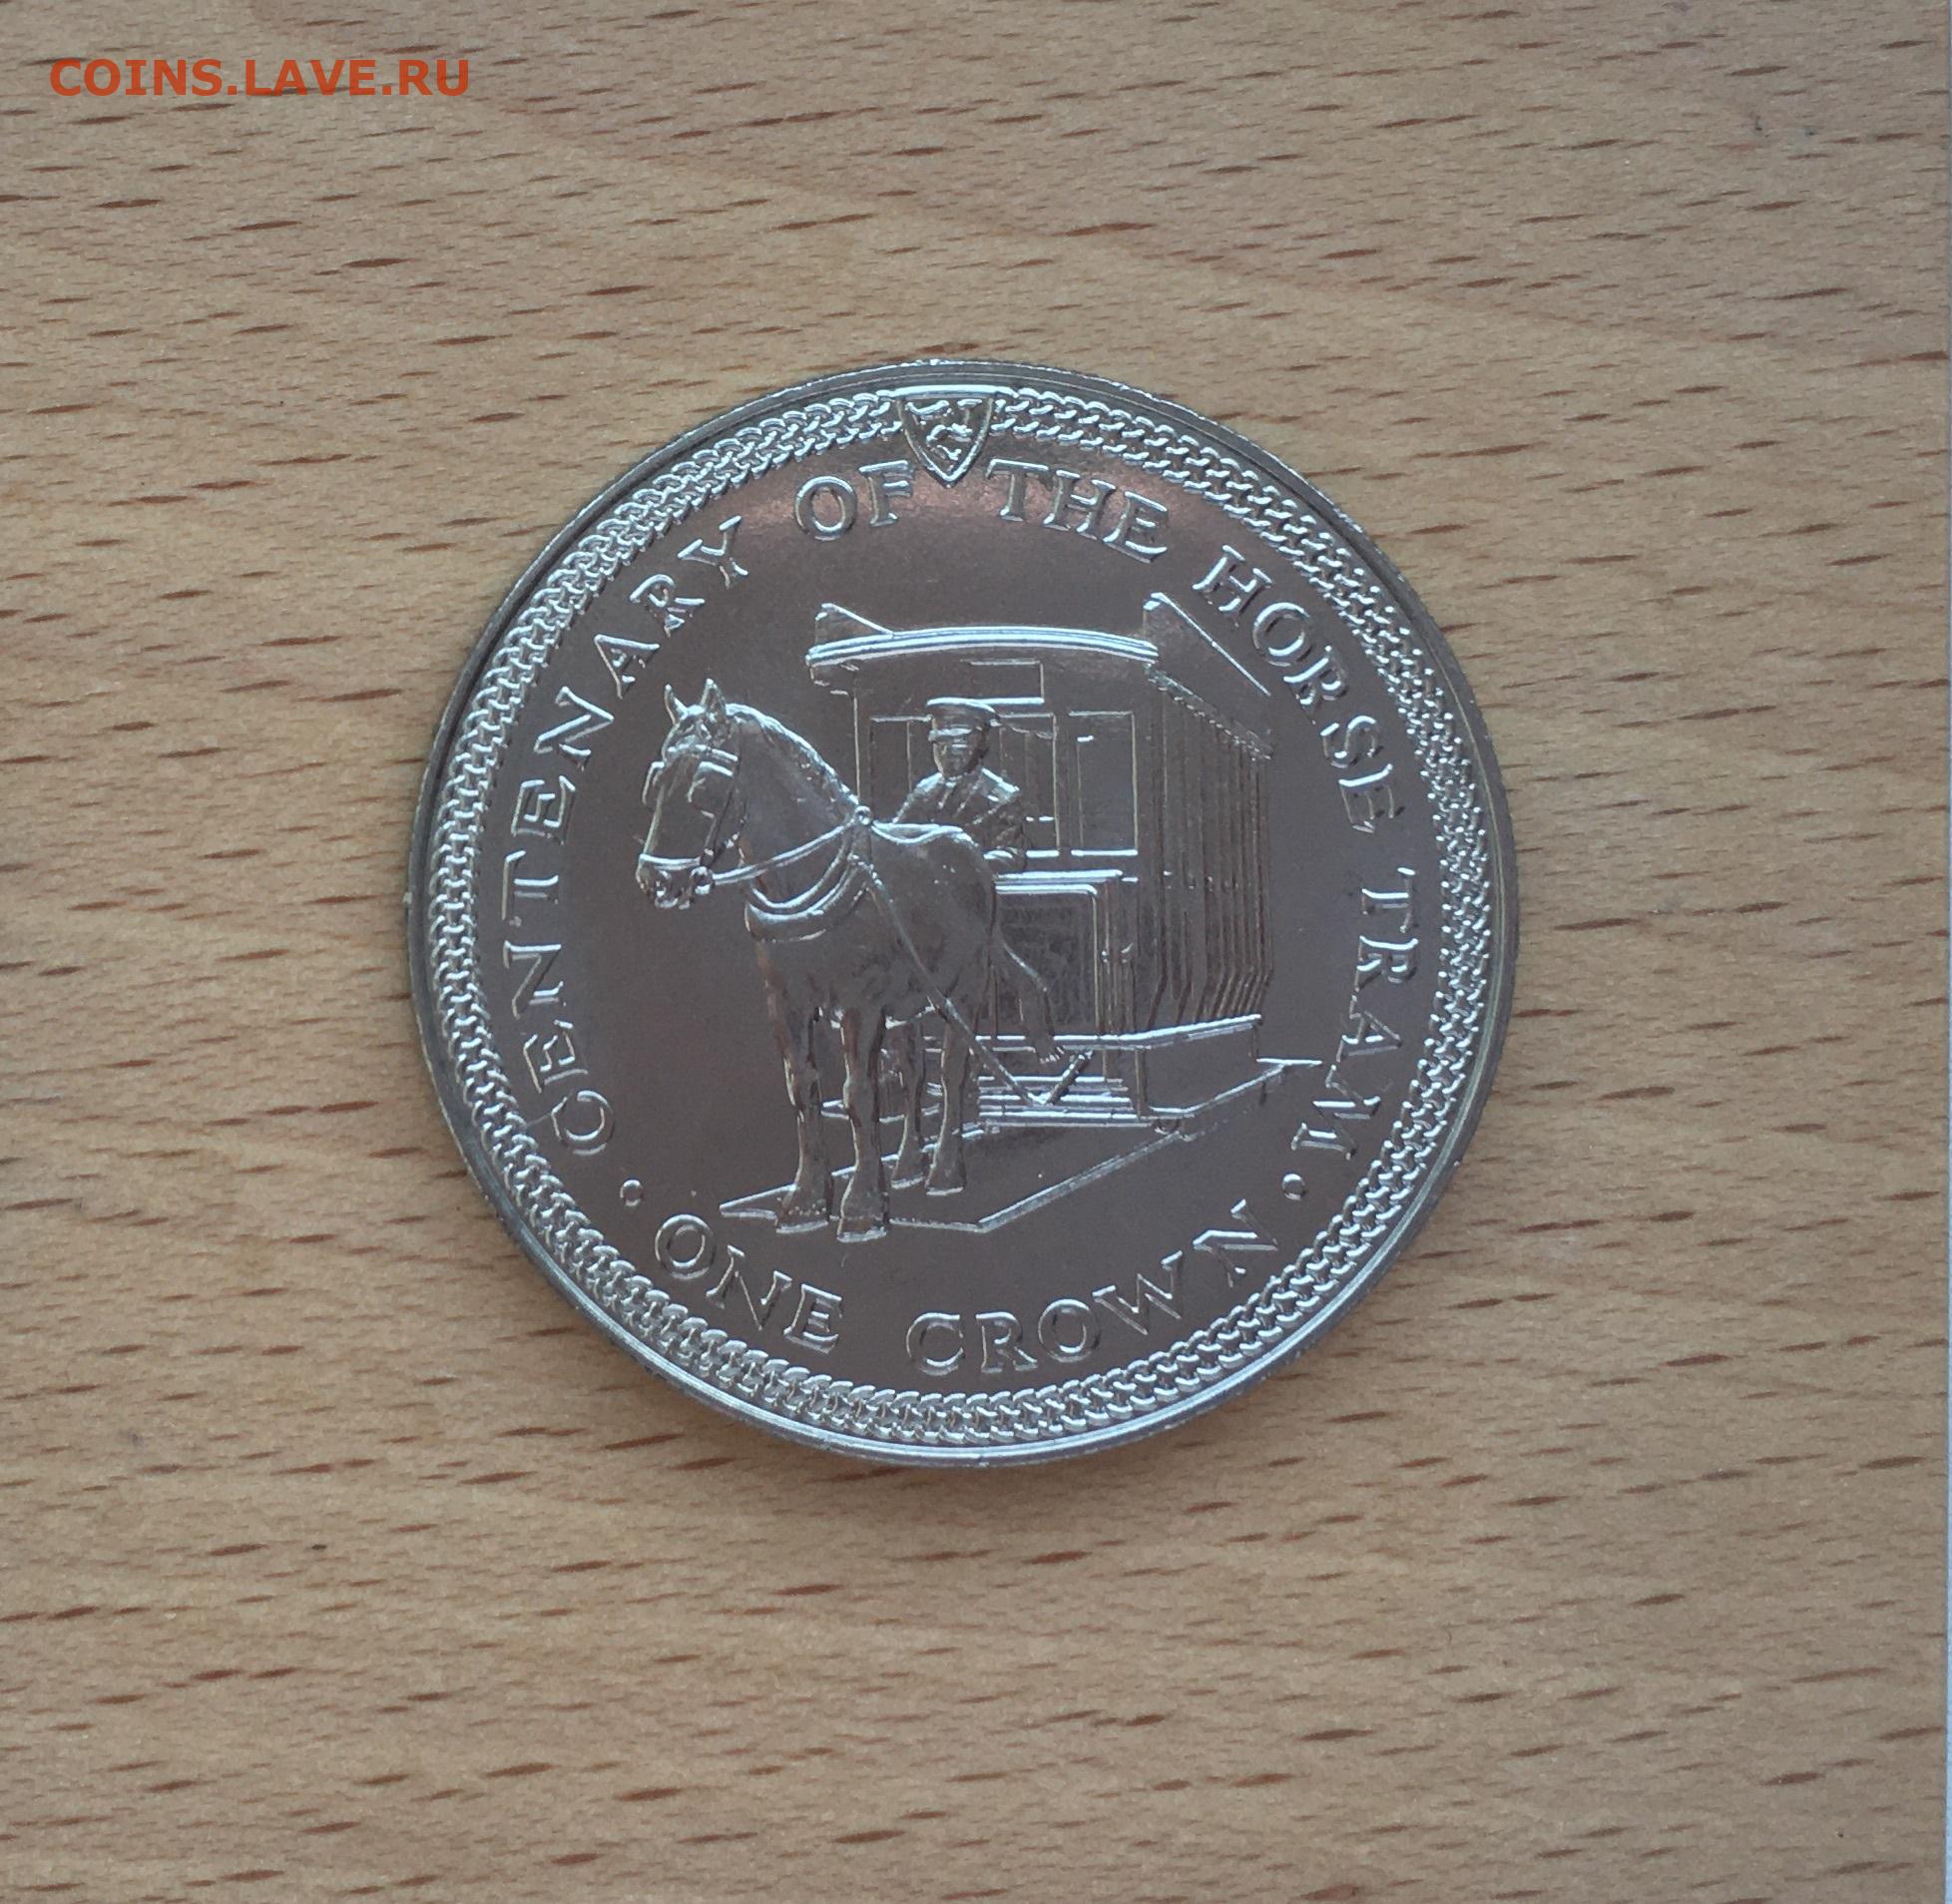 COINS.LAVE.RU
CENTENARY OF THE HORSE TRAM
· ONE CROWN ·